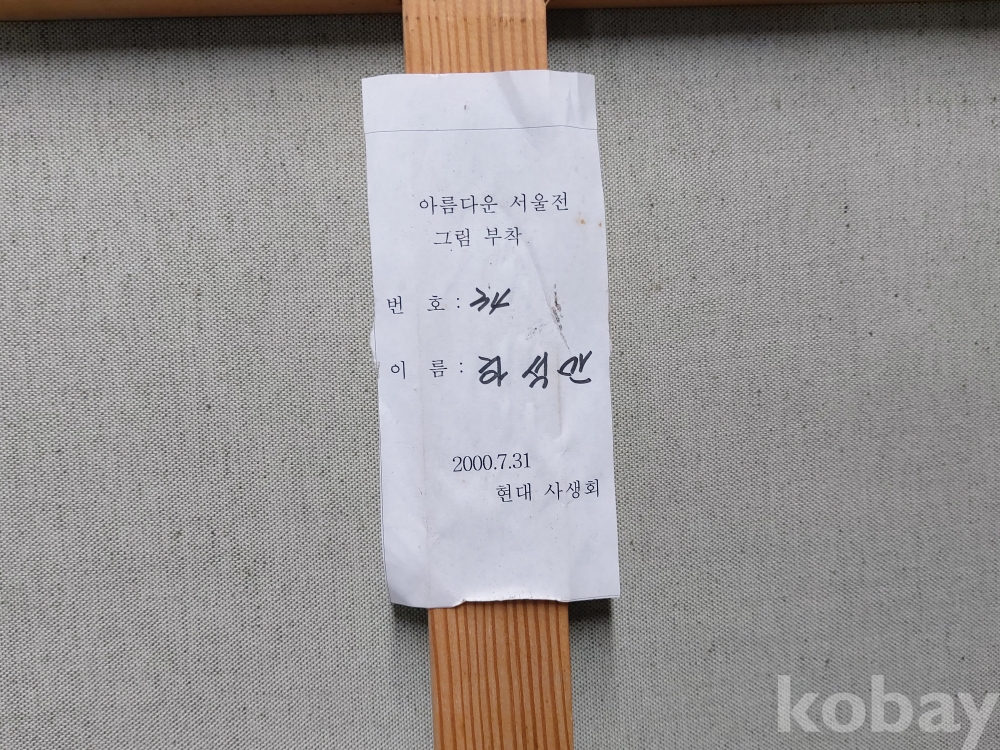 아름다운 서울전
그림 부착
번 호 :
이 름 :
2000.7.31
현대 사생회
kobay